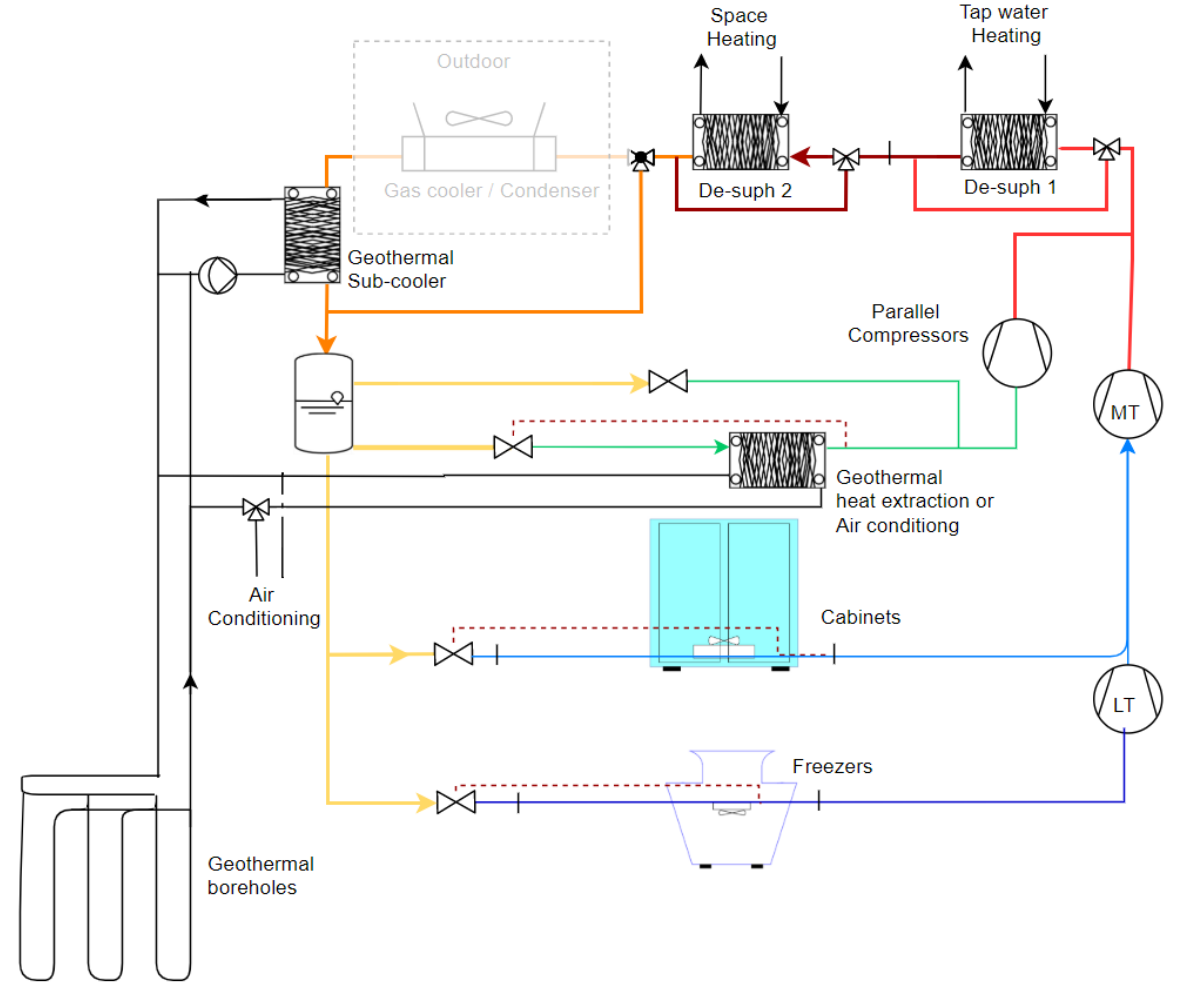 Space
Heating
Tap water
Heating
Outdoor
Gas cooler / Condenser
De-suph 2
De-suph 1
Geothermal
Sub-cooler
Parallel
Compressors
MT
Geothermal
heat extraction or
Air conditiong
Air
Conditioning
Cabinets
LT
Freezers
Geothermal
boreholes